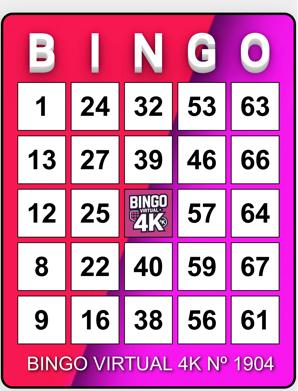 B I N G O
1 24 32 53 63
13 27 39 46 66
12 25 BINGO VIRTUAL 4K 57 64
8 22 40 59 67
9 16 38 56 61
BINGO VIRTUAL 4K Nº 1904